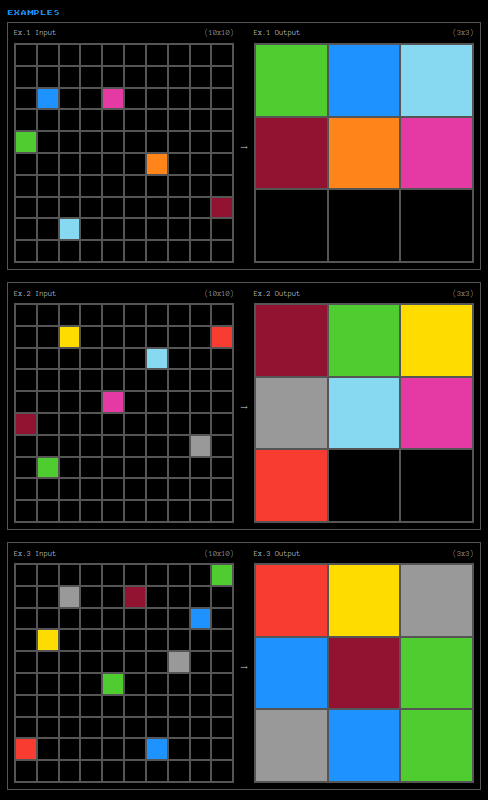 EXAMPLES
Ex.1 Input (10x10) Ex.1 Output (3x3)
→
Ex.2 Input (10x10) Ex.2 Output (3x3)
→
Ex.3 Input (10x10) Ex.3 Output (3x3)
→